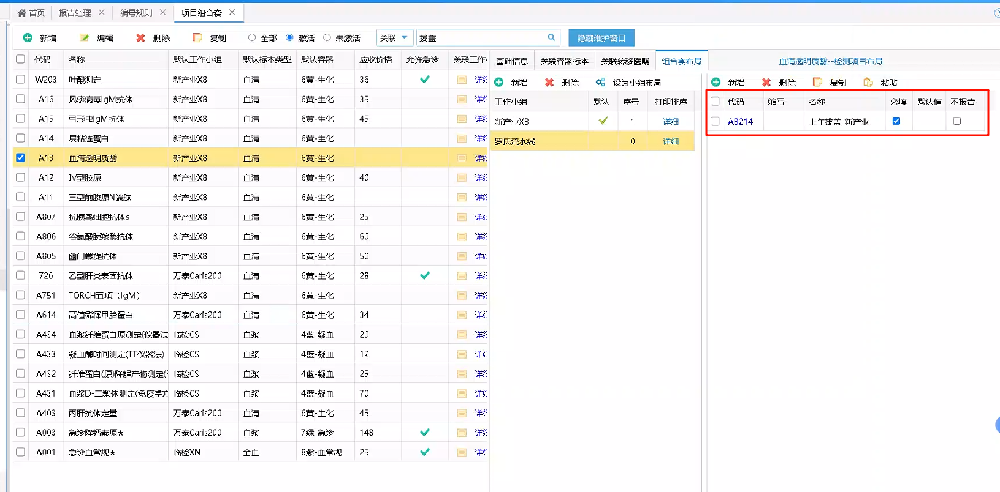 首页 报告处理 编号规则 项目组合套
新增 编辑 删除 复制 全部 激活 未激活 关联 拔盖 隐藏维护窗口
代码 名称 默认工作小组 默认标本类型 默认容器 应收价格 允许急诊 关联工作小
W203 叶酸测定 新产业X8 血清 6黄-生化 36 详细
A16 风疹病毒IgM抗体 新产业X8 血清 6黄-生化 35 详细
A15 弓形虫IgM抗体 新产业X8 血清 6黄-生化 45 详细
A14 层粘连蛋白 新产业X8 血清 6黄-生化 详细
A13 血清透明质酸 新产业X8 血清 6黄-生化 详细
A12 IV型胶原 新产业X8 血清 6黄-生化 40 详细
A11 三型前胶原N端肽 新产业X8 血清 6黄-生化 详细
A807 抗胰岛细胞抗体a 新产业X8 血清 6黄-生化 25 详细
A806 谷氨酸脱羧酶抗体 新产业X8 血清 6黄-生化 60 详细
A805 幽门螺旋抗体 新产业X8 血清 6黄-生化 50 详细
726 乙型肝炎表面抗体 万泰Caris200 血清 6黄-生化 28 详细
A751 TORCH五项（IgM） 新产业X8 血清 6黄-生化 详细
A614 高值稀释甲胎蛋白 万泰Caris200 血清 6黄-生化 34 详细
A434 血浆纤维蛋白原测定(仪器法 临检CS 血浆 4蓝-凝血 20 详细
A433 凝血酶时间测定(TT仪器法) 临检CS 血浆 4蓝-凝血 12 详细
A432 纤维蛋白(原)降解产物测定(F 临检CS 血浆 4蓝-凝血 25 详细
A431 血浆D-二聚体测定(免疫学方 临检CS 血浆 4蓝-凝血 70 详细
A403 丙肝抗体定量 万泰Caris200 血清 6黄-生化 45 详细
A003 急诊降钙素原★ 万泰Caris200 血浆 7绿-急诊 148 详细
A001 急诊血常规★ 临检XN 全血 8紫-血常规 25 详细
基础信息 关联容器标本 关联转移医嘱 组合套布局
新增 删除 设为小组布局
工作小组 默认 序号 打印排序
新产业X8 1 详细
罗氏流水线 0 详细
血清透明质酸--检测项目布局
新增 删除 复制 粘贴
代码 缩写 名称 必填 默认值 不报告
AB214 上午拔盖-新产业